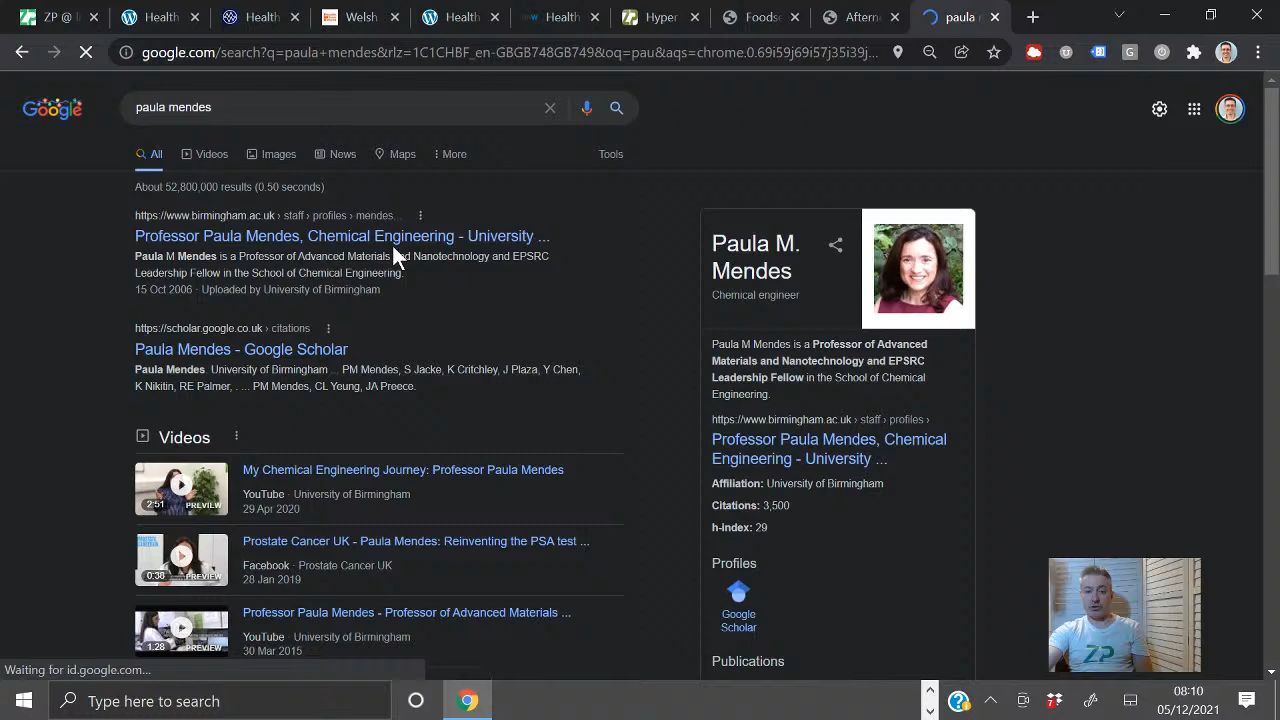 ZP @ li
Health
Health
Welsh
Health
Health
Hyper
Foods
Aftern
paula
google.com/search?q=paula+mendes&rlz=1C1CHBF_en-GBGB748GB749&oq=pau&aqs=chrome.0.69i59j69i57j35i39j...
Google
paula mendes
All
Videos
Images
News
Maps
More
Tools
About 52,800,000 results (0.50 seconds)
https://www.birmingham.ac.uk › staff › profiles › mendes...
Professor Paula Mendes, Chemical Engineering - University ...
Paula M Mendes is a Professor of Advanced Materials and Nanotechnology and EPSRC
Leadership Fellow in the School of Chemical Engineering.
15 Oct 2006 · Uploaded by University of Birmingham
https://scholar.google.co.uk › citations
Paula Mendes - Google Scholar
Paula Mendes. University of Birmingham ... PM Mendes, S Jacke, K Critchley, J Plaza, Y Chen,
K Nikitin, RE Palmer, . ... PM Mendes, CL Yeung, JA Preece.
Videos
2:51
PREVIEW
My Chemical Engineering Journey: Professor Paula Mendes
YouTube · University of Birmingham
29 Apr 2020
0:38
PREVIEW
Prostate Cancer UK - Paula Mendes: Reinventing the PSA test ...
Facebook · Prostate Cancer UK
28 Jan 2019
1:28
PREVIEW
Professor Paula Mendes - Professor of Advanced Materials ...
YouTube · University of Birmingham
30 Mar 2015
Paula M.
Mendes
Chemical engineer
Paula M Mendes is a Professor of Advanced
Materials and Nanotechnology and EPSRC
Leadership Fellow in the School of Chemical
Engineering.
https://www.birmingham.ac.uk › staff › profiles ›
Professor Paula Mendes, Chemical
Engineering - University ...
Affiliation: University of Birmingham
Citations: 3,500
h-index: 29
Profiles
Google
Scholar
Publications
ZP
Waiting for id.google.com...
Type here to search
7
08:10
05/12/2021